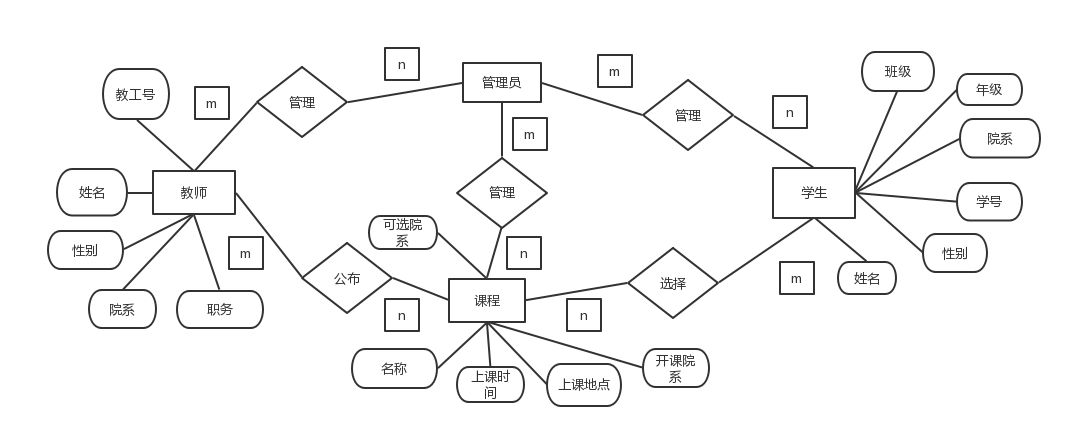 n
管理员
m
班级
教工号
m
管理
管理
n
年级
m
院系
姓名
教师
管理
学生
学号
可选院
系
性别
m
n
性别
公布
选择
m
姓名
院系
职务
n
课程
n
名称
上课时
间
上课地点
开课院
系